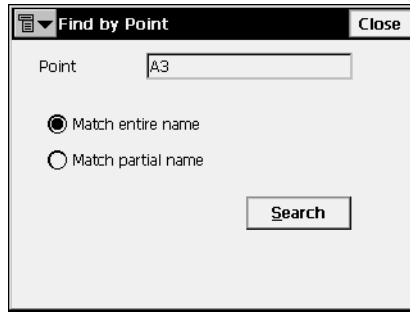 Find by Point Close
Point A3
Match entire name
Match partial name
Search